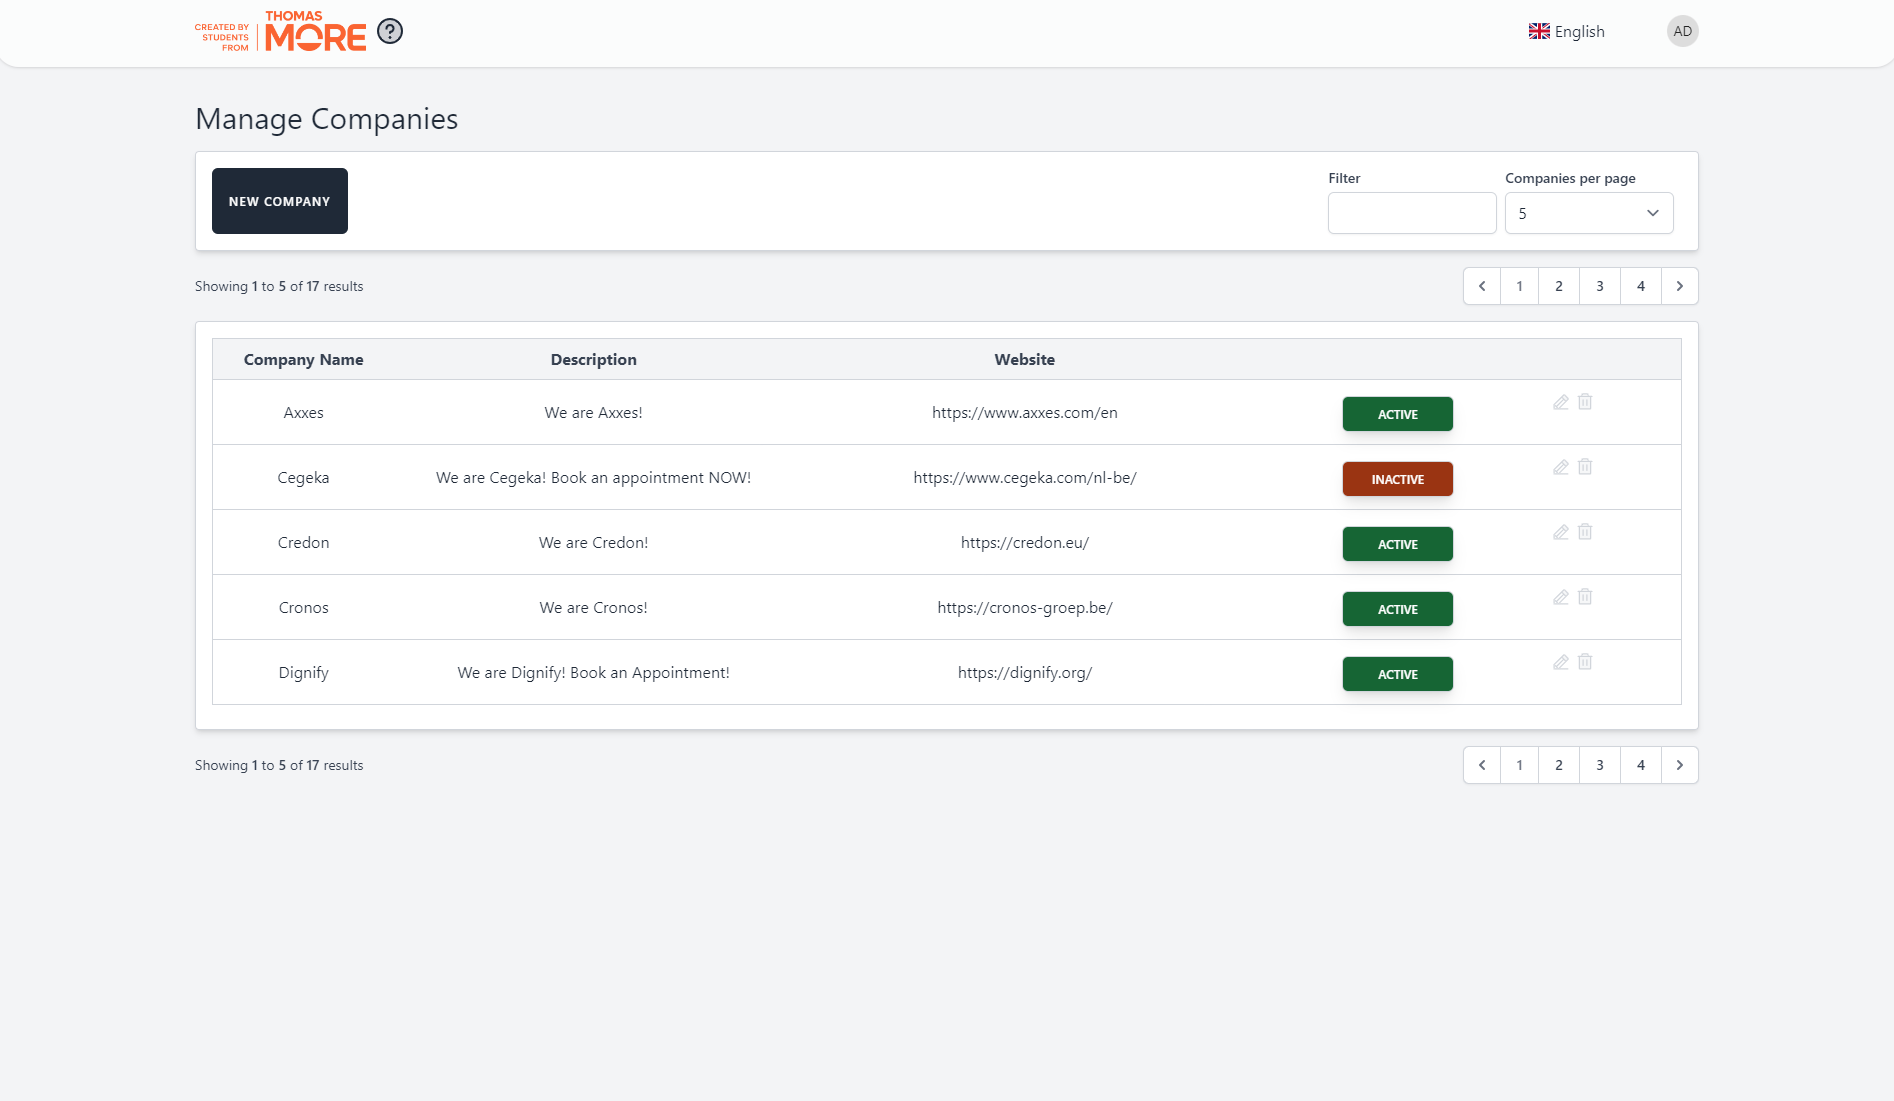 CREATED BY
STUDENTS
FROM
THOMAS
MORE
?
English
AD
Manage Companies
NEW COMPANY
Filter
Companies per page
5
Showing 1 to 5 of 17 results
1 2 3 4
Company Name Description Website
Axxes We are Axxes! https://www.axxes.com/en ACTIVE
Cegeka We are Cegeka! Book an appointment NOW! https://www.cegeka.com/nl-be/ INACTIVE
Credon We are Credon! https://credon.eu/ ACTIVE
Cronos We are Cronos! https://cronos-groep.be/ ACTIVE
Dignify We are Dignify! Book an Appointment! https://dignify.org/ ACTIVE
Showing 1 to 5 of 17 results
1 2 3 4